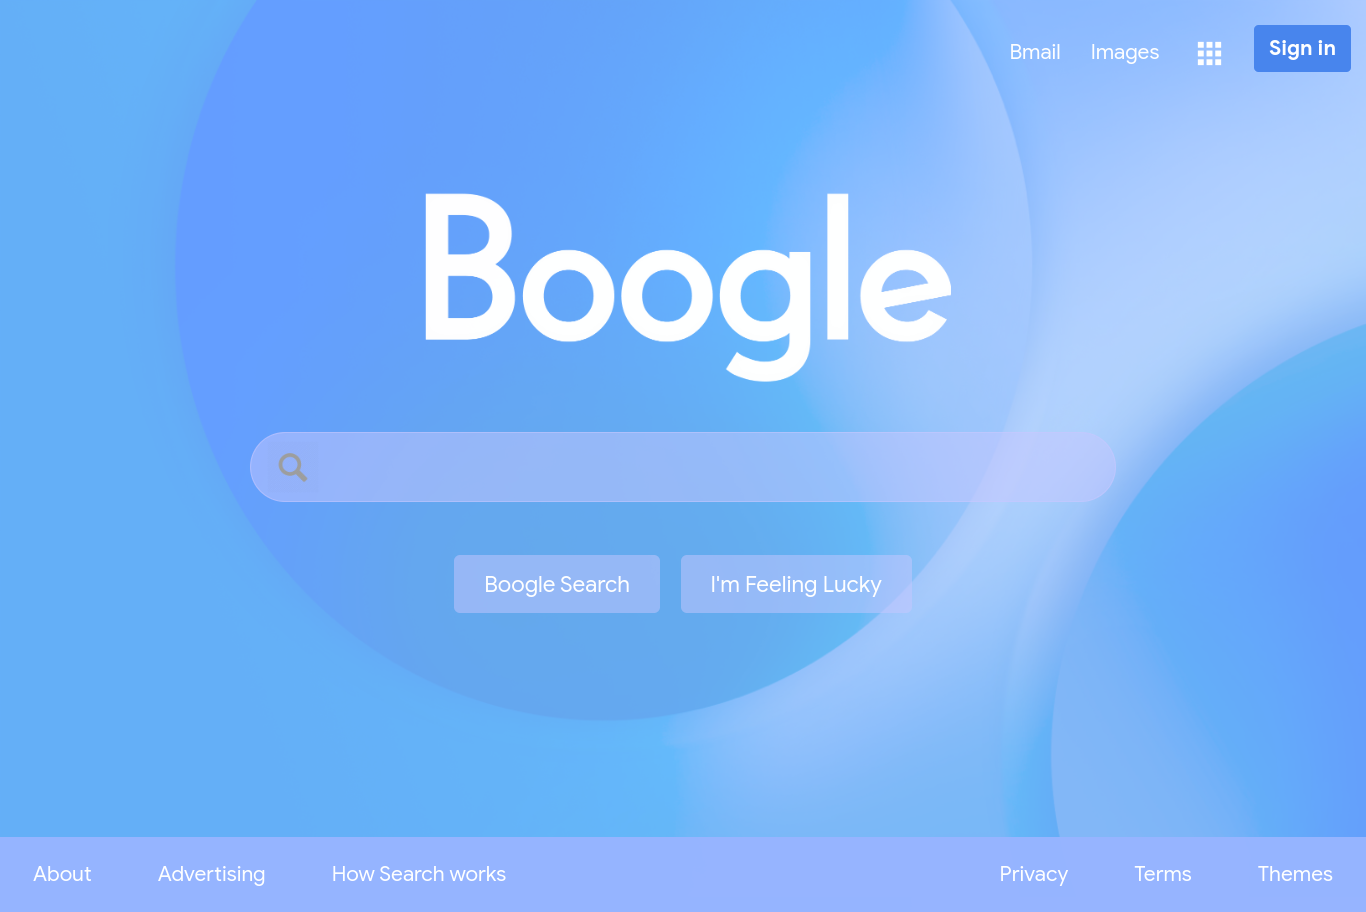 Bmail Images Sign in
Boogle
Boogle Search I'm Feeling Lucky
About Advertising How Search works Privacy Terms Themes